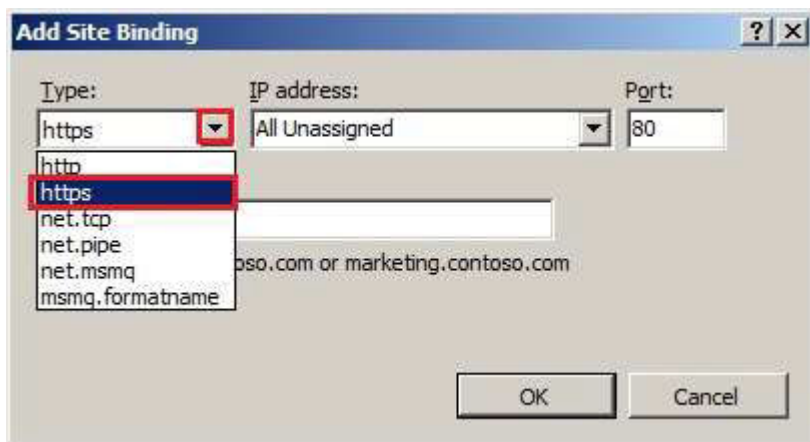 Add Site Binding
Type: IP address: Port:
https All Unassigned 80
http
https
net.tcp
net.pipe
net.msmq oso.com or marketing.contoso.com
msmq.formatname
OK Cancel